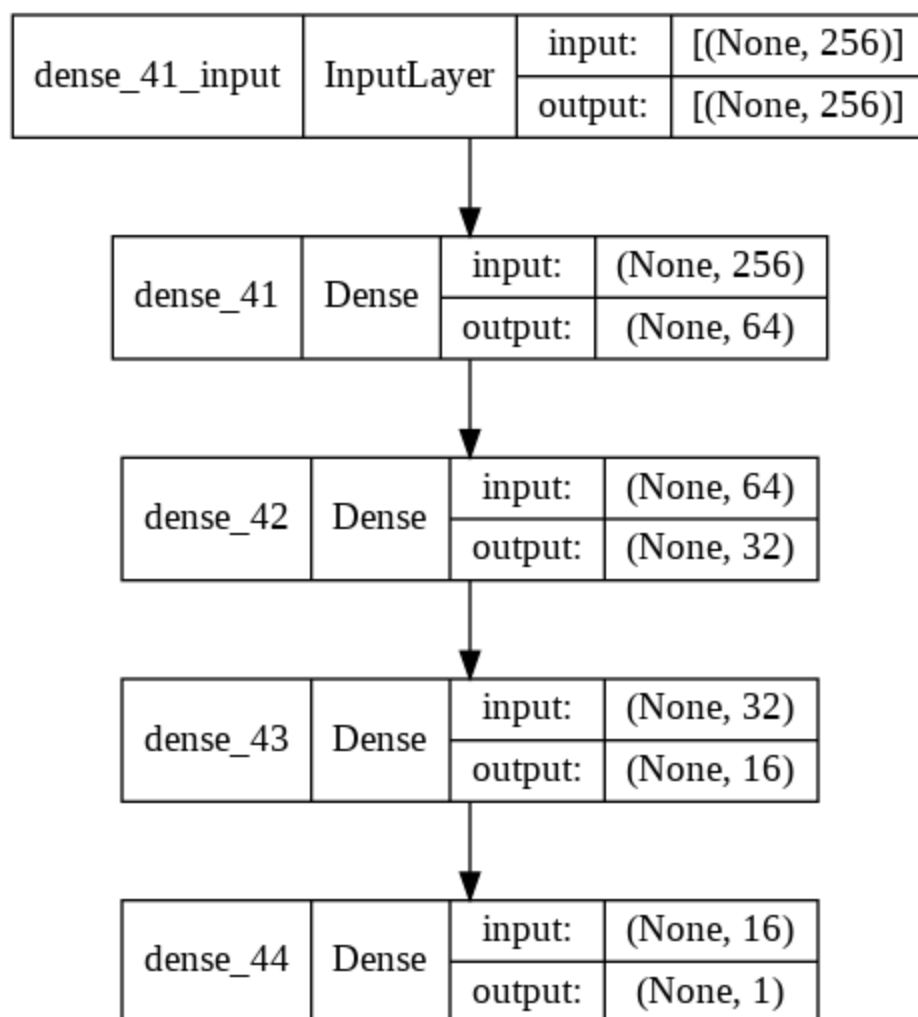 dense_41_input InputLayer input: [(None, 256)]
output: [(None, 256)]
dense_41 Dense input: (None, 256)
output: (None, 64)
dense_42 Dense input: (None, 64)
output: (None, 32)
dense_43 Dense input: (None, 32)
output: (None, 16)
dense_44 Dense input: (None, 16)
output: (None, 1)